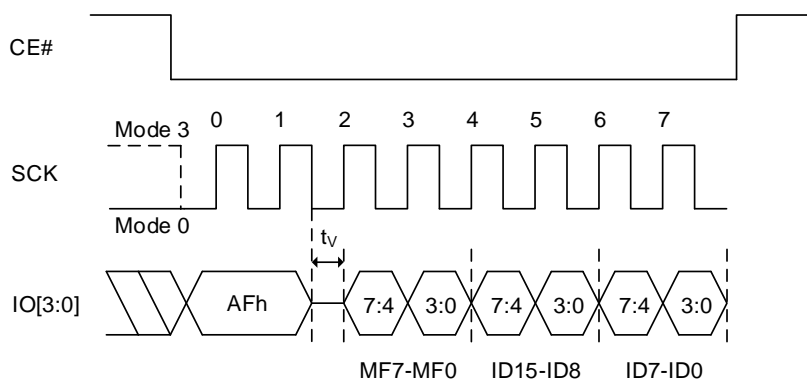 CE#
0 1 2 3 4 5 6 7
Mode 3
SCK
Mode 0
tV
IO[3:0]
AFh 7:4 3:0 7:4 3:0 7:4 3:0
MF7-MF0 ID15-ID8 ID7-ID0